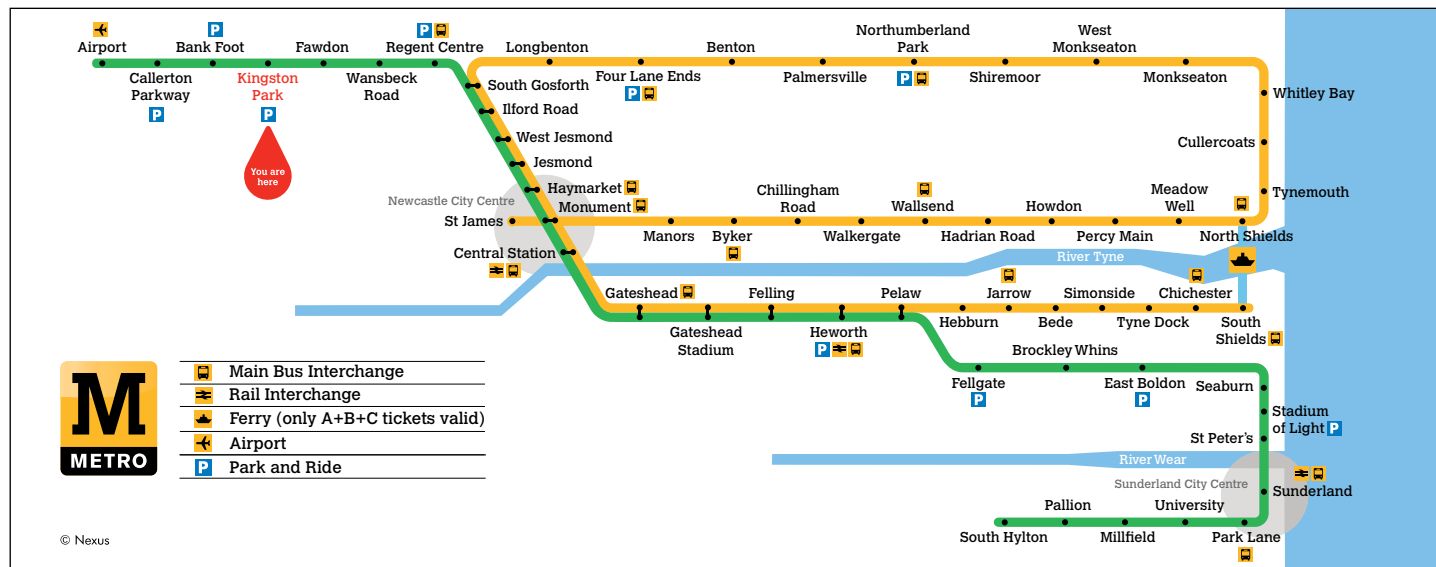 Airport
Callerton
Parkway
Bank Foot
Kingston
Park
You are
here
Fawdon
Wansbeck
Road
Regent Centre
Longbenton
Four Lane Ends
Benton
Palmersville
Northumberland
Park
Shiremoor
West
Monkseaton
Monkseaton
Whitley Bay
Cullercoats
Tynemouth
South Gosforth
Ilford Road
West Jesmond
Jesmond
Newcastle City Centre
Haymarket
Monument
St James
Central Station
Manors
Byker
Chillingham
Road
Walkergate
Wallsend
Hadrian Road
Howdon
Percy Main
Meadow
Well
North Shields
River Tyne
Gateshead
Gateshead
Stadium
Felling
Heworth
Pelaw
Hebburn
Jarrow
Bede
Simonside
Tyne Dock
Chichester
South
Shields
Fellgate
Brockley Whins
East Boldon
Seaburn
Stadium
of Light
St Peter's
River Wear
Sunderland City Centre
Sunderland
Park Lane
University
Millfield
Pallion
South Hylton
M
METRO
Main Bus Interchange
Rail Interchange
Ferry (only A+B+C tickets valid)
Airport
P Park and Ride
© Nexus